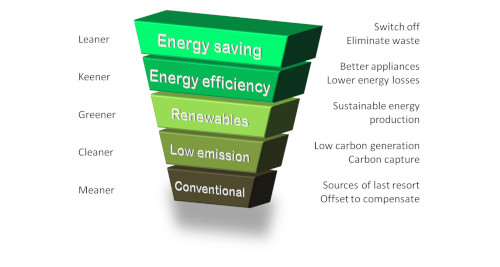 Leaner
Energy saving
Switch off
Eliminate waste
Keener
Energy efficiency
Better appliances
Lower energy losses
Greener
Renewables
Sustainable energy
production
Cleaner
Low emission
Low carbon generation
Carbon capture
Meaner
Conventional
Sources of last resort
Offset to compensate